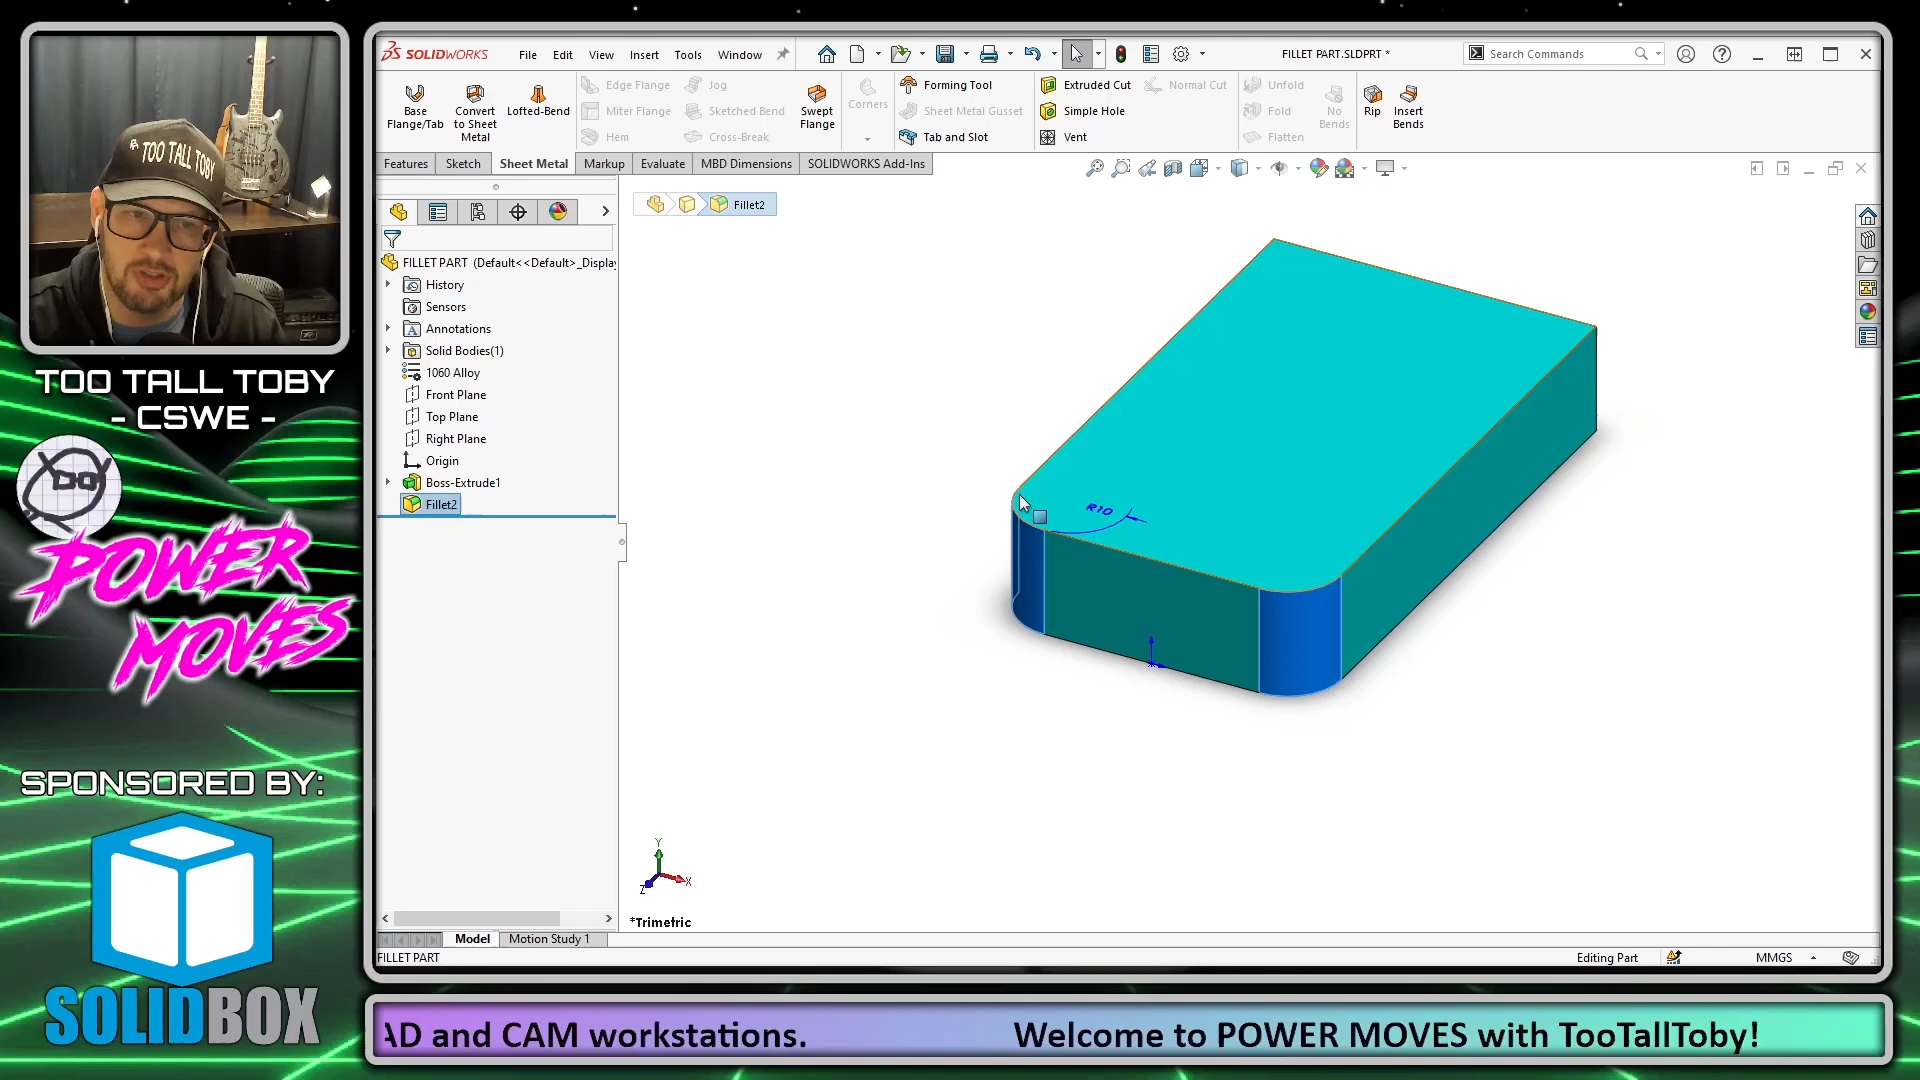 TOO TALL TOBY
TOO TALL TOBY
- CSWE -
POWER
MOVES
SPONSORED BY:
SOLIDBOX
SOLIDWORKS
File
Edit
View
Insert
Tools
Window
FILLET PART.SLDPRT *
Search Commands
Base
Flange/Tab
Convert
to Sheet
Metal
Lofted-Bend
Edge Flange
Miter Flange
Hem
Jog
Sketched Bend
Cross-Break
Swept
Flange
Corners
Forming Tool
Sheet Metal Gusset
Tab and Slot
Extruded Cut
Simple Hole
Vent
Normal Cut
Unfold
Fold
Flatten
No
Bends
Rip
Insert
Bends
Features
Sketch
Sheet Metal
Markup
Evaluate
MBD Dimensions
SOLIDWORKS Add-Ins
FILLET PART (Default<<Default>_Displa
History
Sensors
Annotations
Solid Bodies(1)
1060 Alloy
Front Plane
Top Plane
Right Plane
Origin
Boss-Extrude1
Fillet2
Fillet2
R10
Y
X
Z
*Trimetric
Model
Motion Study 1
FILLET PART
Editing Part
MMGS
AD and CAM workstations.
Welcome to POWER MOVES with TooTallToby!